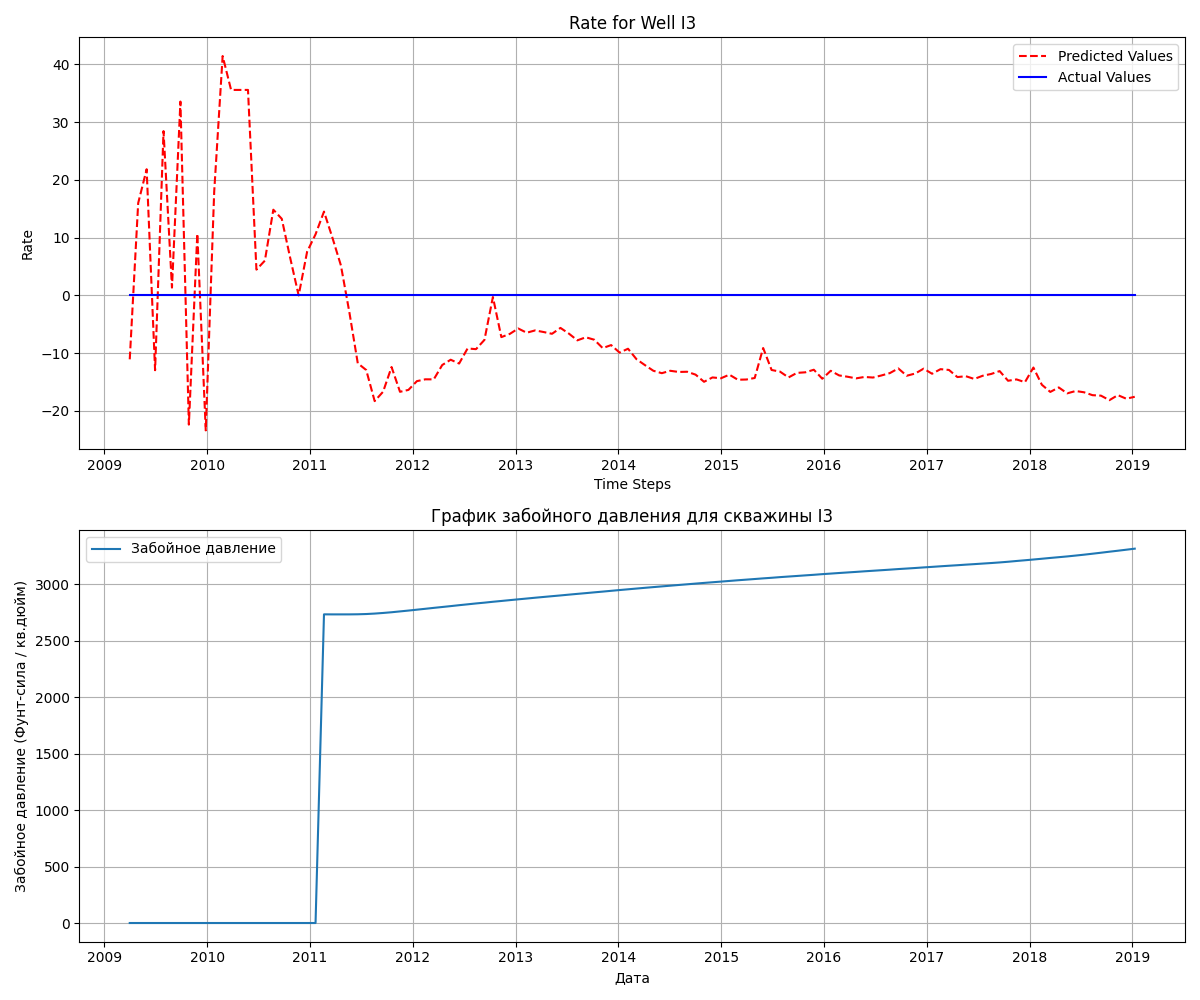 Rate for Well I3
Predicted Values
Actual Values
40
30
20
10
0
−10
−20
Rate
2009 2010 2011 2012 2013 2014 2015 2016 2017 2018 2019
Time Steps
График забойного давления для скважины I3
Забойное давление
3000
2500
2000
1500
1000
500
0
Забойное давление (Фунт-сила / кв.дюйм)
2009 2010 2011 2012 2013 2014 2015 2016 2017 2018 2019
Дата